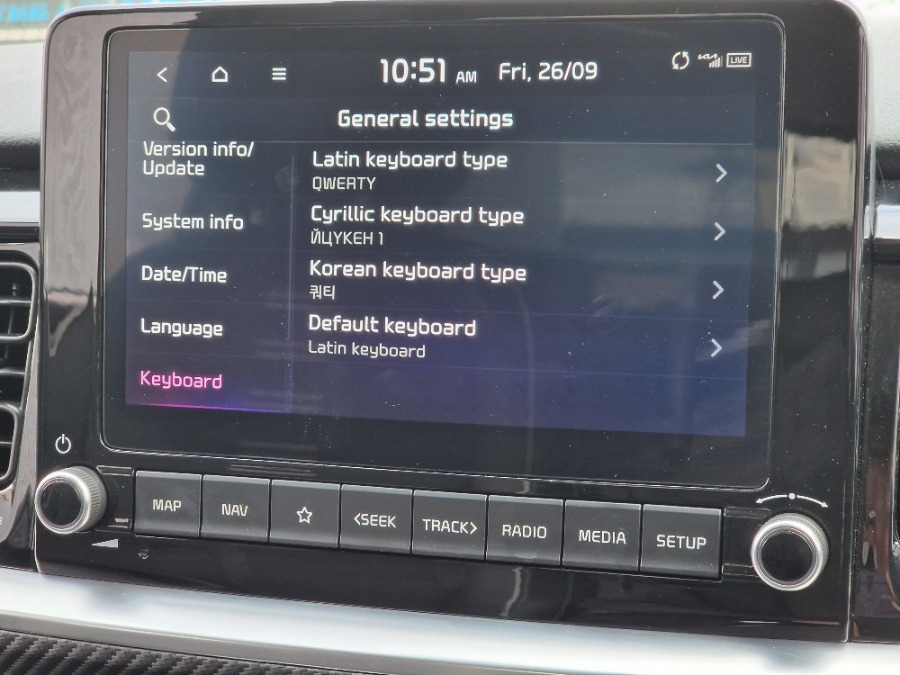 10:51 AM Fri, 26/09
LIVE
General settings
Version info/
Update
System info
Date/Time
Language
Keyboard
Latin keyboard type
QWERTY
Cyrillic keyboard type
ЙЦУКЕН 1
Korean keyboard type
쿼티
Default keyboard
Latin keyboard
MAP
NAV
<SEEK
TRACK>
RADIO
MEDIA
SETUP